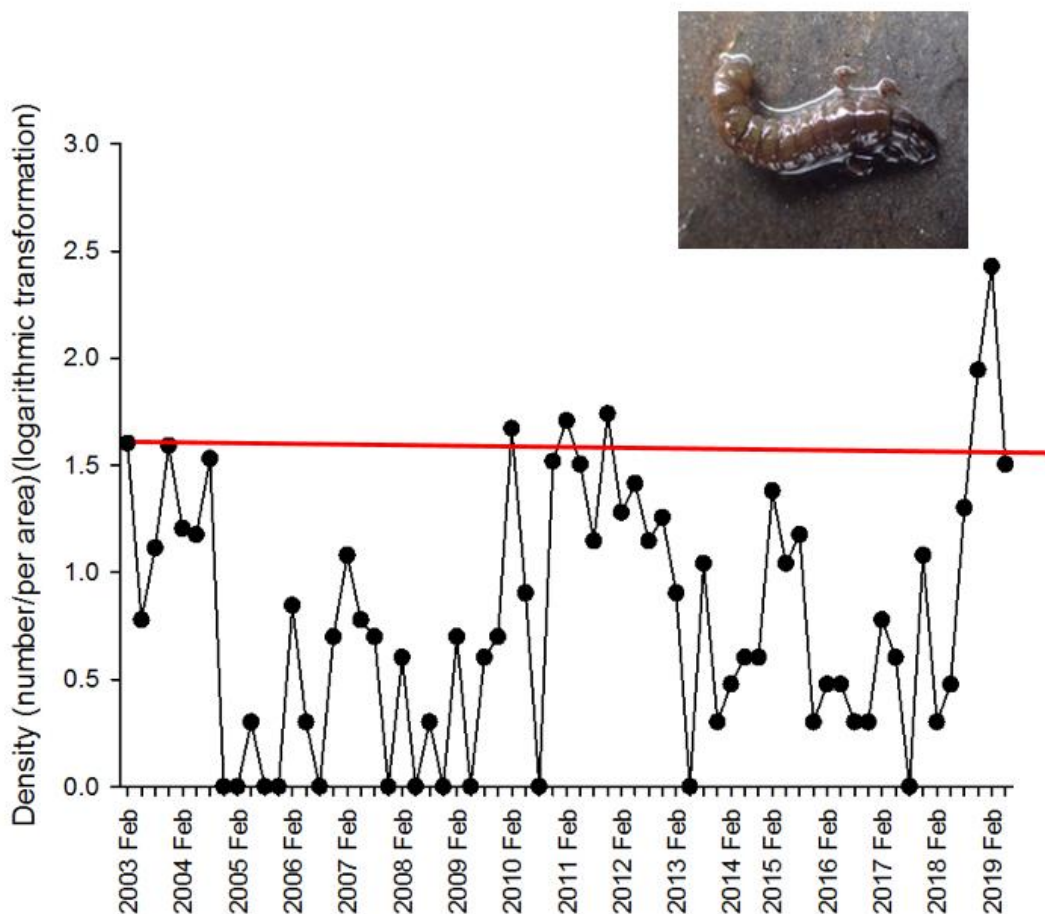 Density (number/per area)(logarithmic transformation)
3.0
2.5
2.0
1.5
1.0
0.5
0.0
2003 Feb
2004 Feb
2005 Feb
2006 Feb
2007 Feb
2008 Feb
2009 Feb
2010 Feb
2011 Feb
2012 Feb
2013 Feb
2014 Feb
2015 Feb
2016 Feb
2017 Feb
2018 Feb
2019 Feb